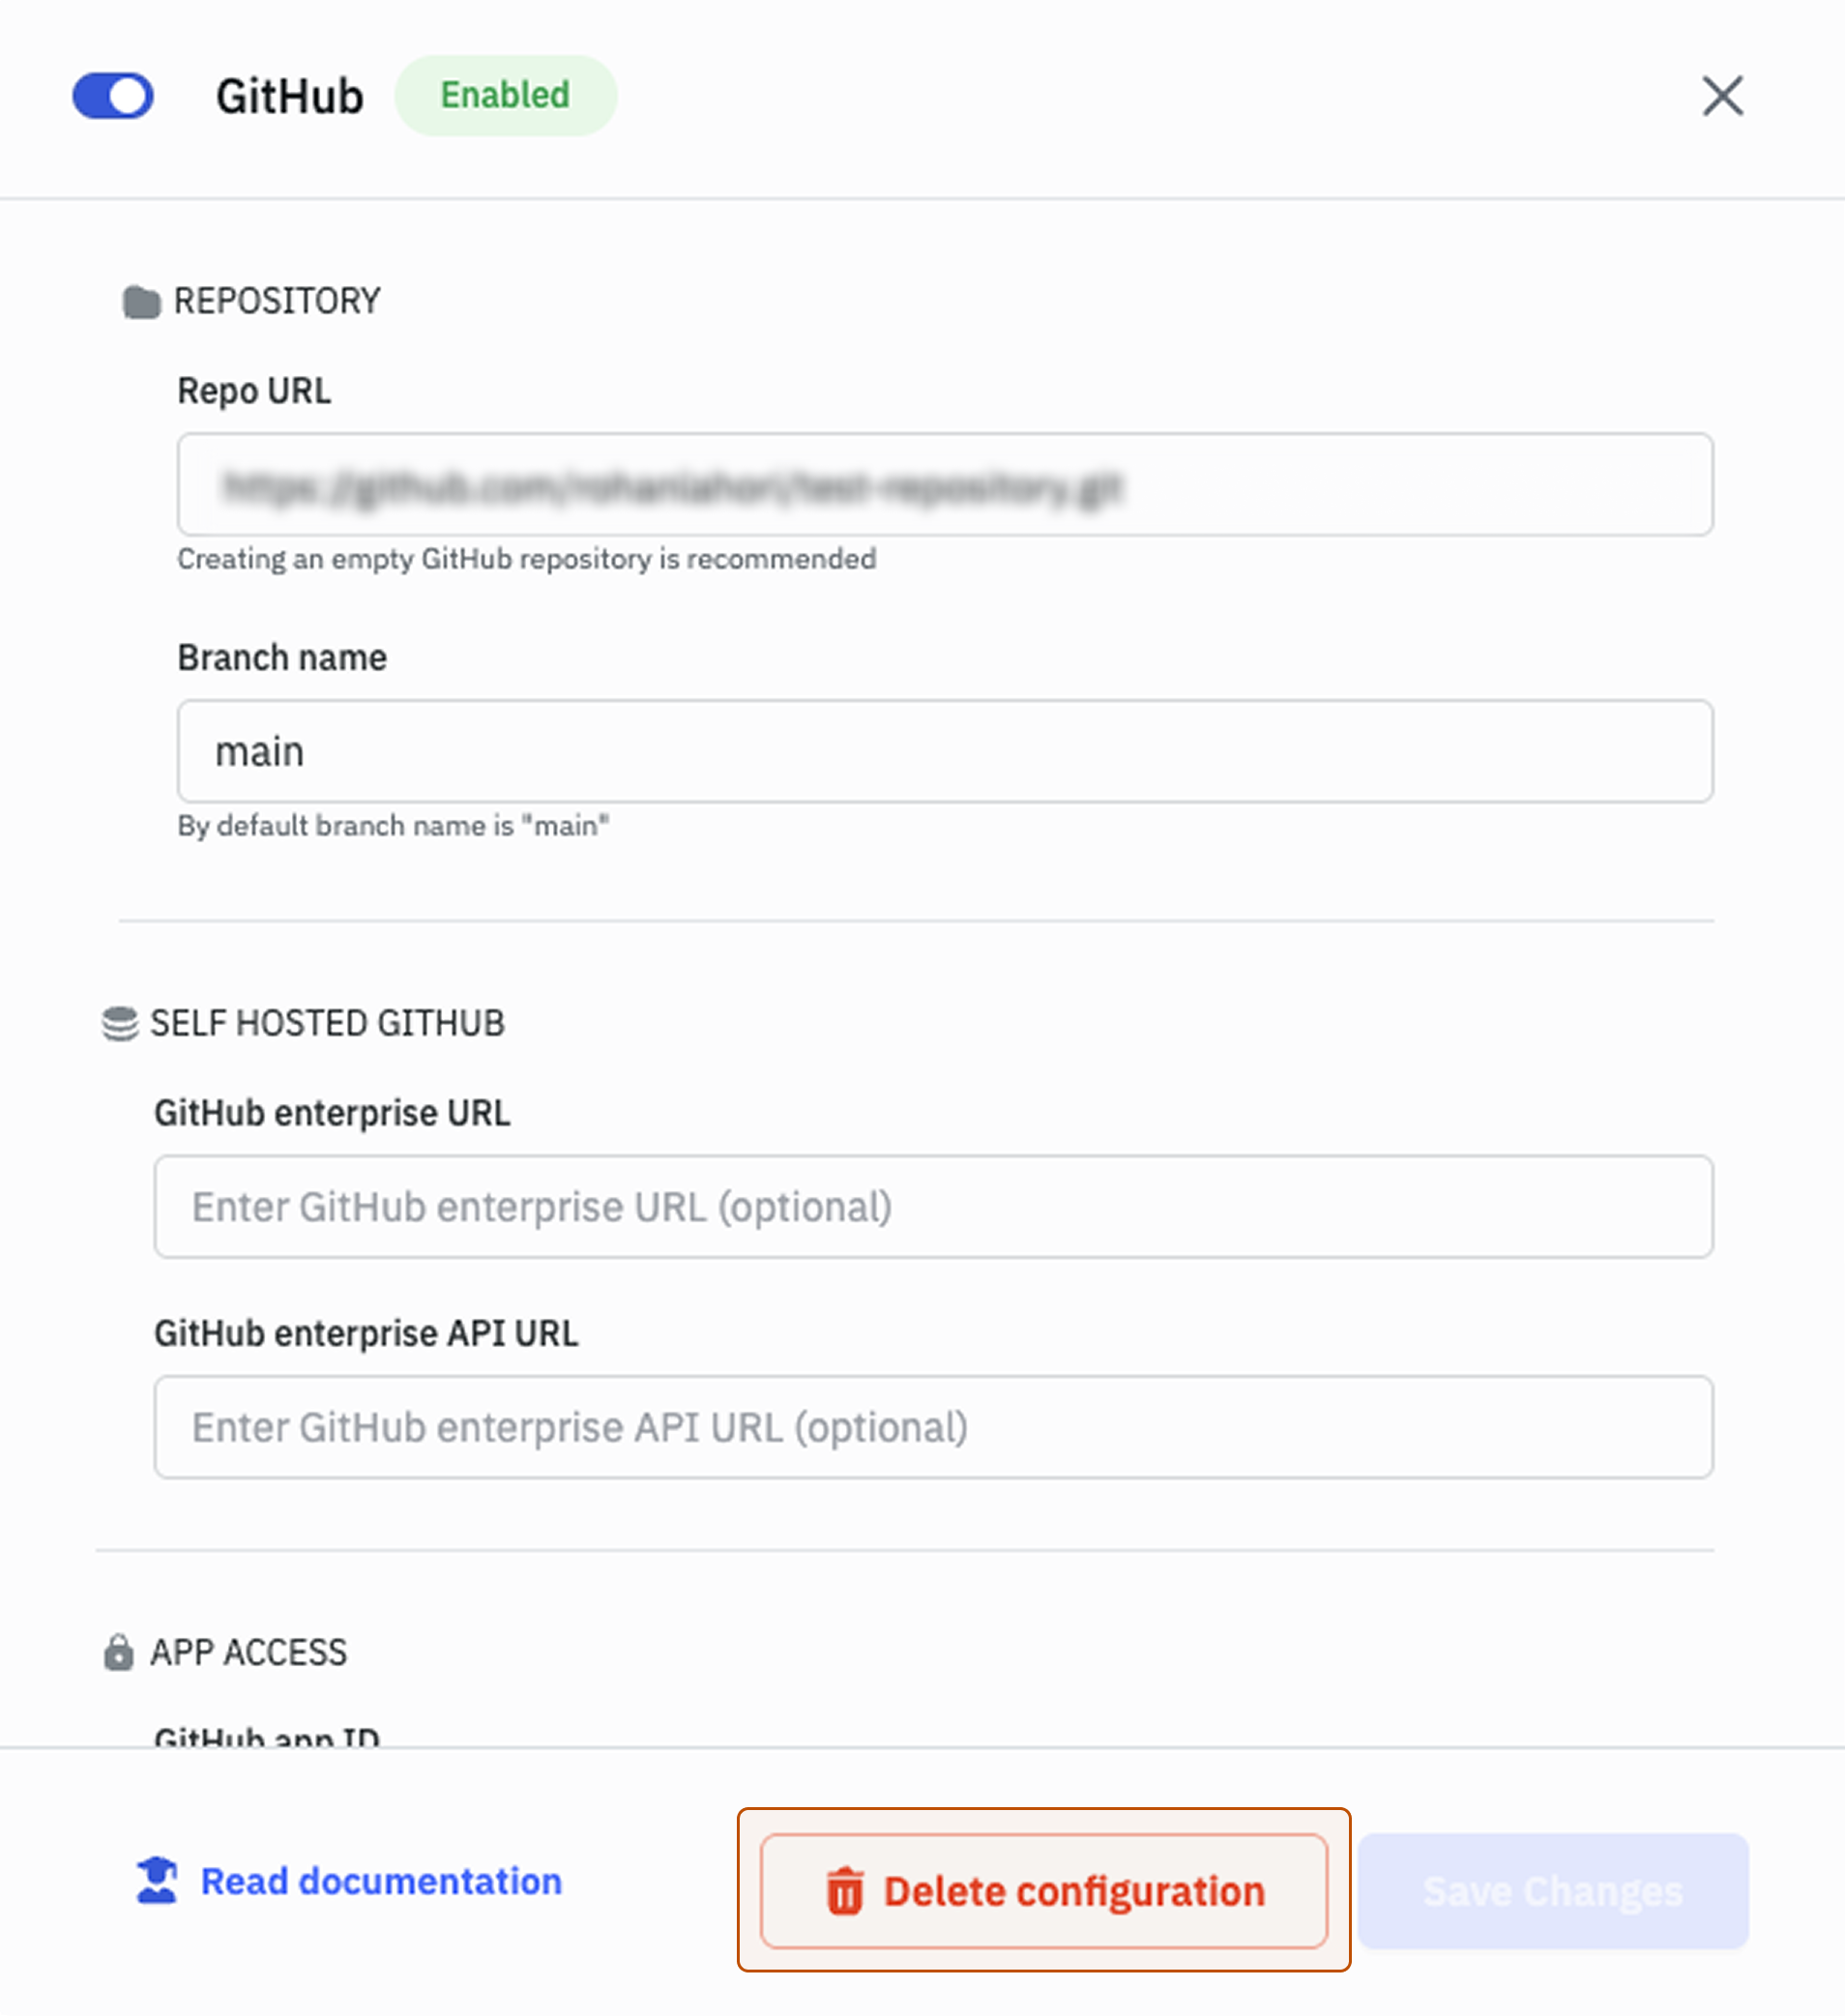 GitHub Enabled
REPOSITORY
Repo URL
Creating an empty GitHub repository is recommended
Branch name
main
By default branch name is "main"
SELF HOSTED GITHUB
GitHub enterprise URL
Enter GitHub enterprise URL (optional)
GitHub enterprise API URL
Enter GitHub enterprise API URL (optional)
APP ACCESS
GitHub app ID
Read documentation
Delete configuration
Save Changes